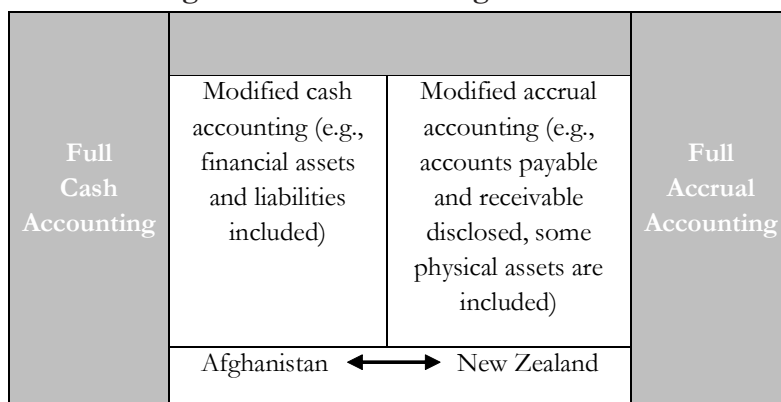 Full
Cash
Accounting
Modified cash
accounting (e.g.,
financial assets
and liabilities
included)
Modified accrual
accounting (e.g.,
accounts payable
and receivable
disclosed, some
physical assets are
included)
Full
Accrual
Accounting
Afghanistan ↔ New Zealand